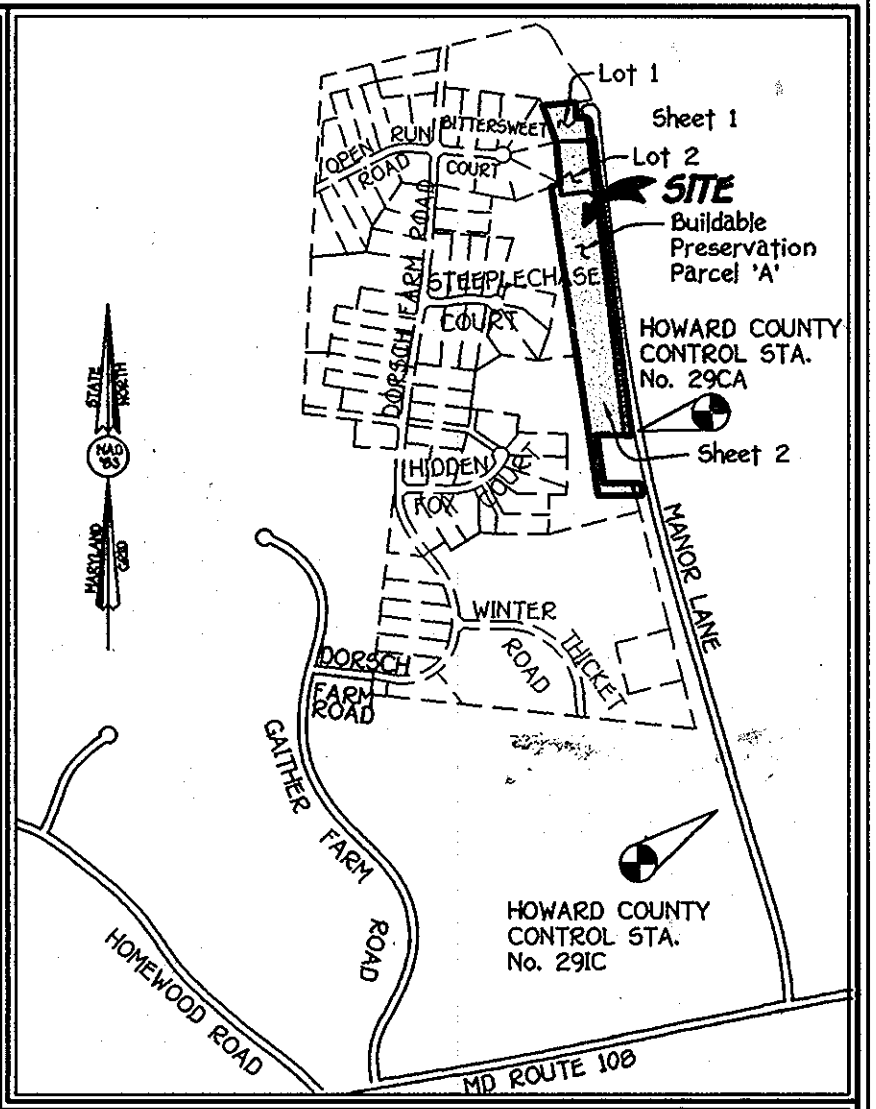 Lot 1
Sheet 1
BITTERSWEET
COURT
OPEN RUN
ROAD
Lot 2
SITE
Buildable
Preservation
Parcel 'A'
DORSCH FARM ROAD
STEEPLECHASE
COURT
HOWARD COUNTY
CONTROL STA.
No. 29CA
STATE
NORTH
NAD
'83
MARYLAND
GRID
Sheet 2
HIDDEN
FOX COURT
MANOR LANE
WINTER
THICKET
ROAD
DORSCH
FARM
ROAD
GAITHER FARM ROAD
HOWARD COUNTY
CONTROL STA.
No. 29IC
HOMEWOOD ROAD
MD ROUTE 108